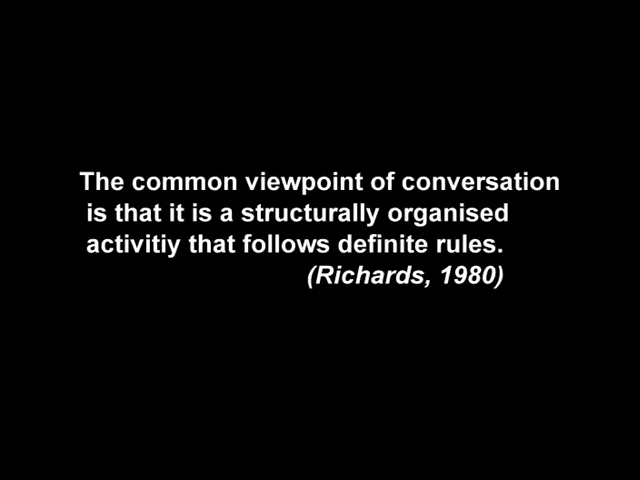 The common viewpoint of conversation
is that it is a structurally organised
activitiy that follows definite rules.
(Richards, 1980)